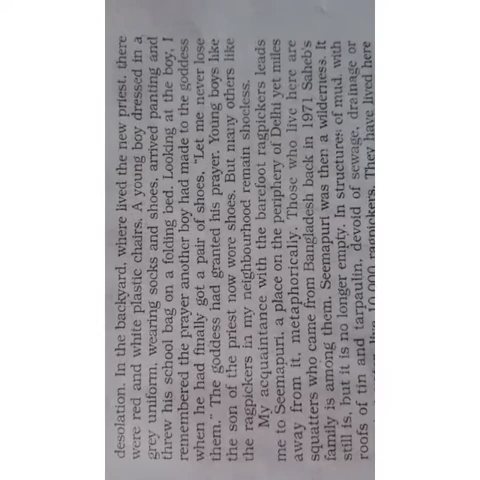 desolation. In the backyard, where lived the new priest, there
were red and white plastic chairs. A young boy dressed in a
grey uniform, wearing socks and shoes, arrived panting and
threw his school bag on a folding bed. Looking at the boy, I
remembered the prayer another boy had made to the goddess
when he had finally got a pair of shoes, "Let me never lose
them." The goddess had granted his prayer. Young boys like
the son of the priest now wore shoes. But many others like
the ragpickers in my neighbourhood remain shoeless.
My acquaintance with the barefoot ragpickers leads
me to Seemapuri, a place on the periphery of Delhi yet miles
away from it, metaphorically. Those who live here are
squatters who came from Bangladesh back in 1971 Saheb's
family is among them. Seemapuri was then a wilderness. It
still is, but it is no longer empty. In structures of mud, with
roofs of tin and tarpaulin, devoid of sewage, drainage or
live 10,000 ragpickers. They have lived here